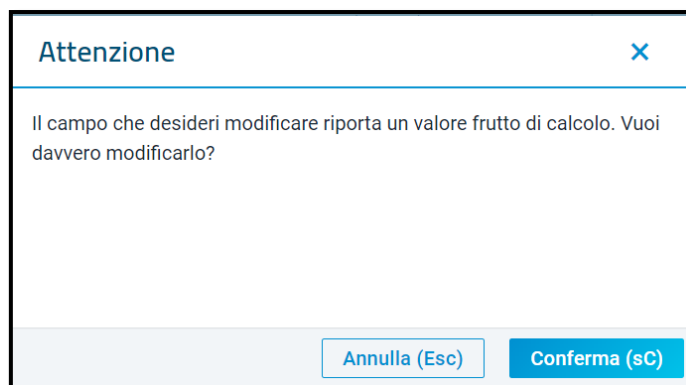 Attenzione
Il campo che desideri modificare riporta un valore frutto di calcolo. Vuoi
davvero modificarlo?
Annulla (Esc) Conferma (sC)